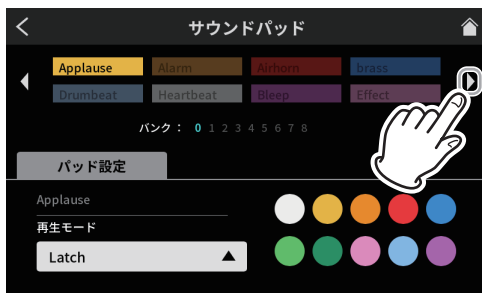 サウンドパッド
Applause Alarm Airhorn brass
Drumbeat Heartbeat Bleep Effect
バンク： 0 1 2 3 4 5 6 7 8
パッド設定
Applause
再生モード
Latch